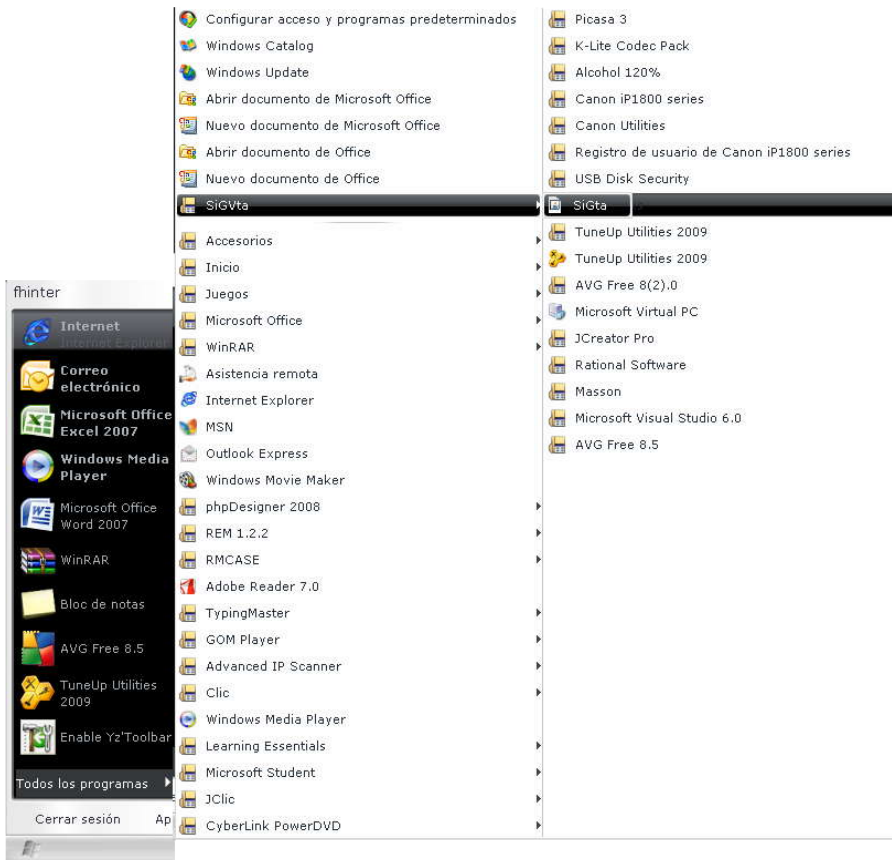 fhinter
Internet
Internet Explorer
Correo
electrónico
Microsoft Office
Excel 2007
Windows Media
Player
Microsoft Office
Word 2007
WinRAR
Bloc de notas
AVG Free 8.5
TuneUp Utilities
2009
Enable Yz'Toolbar
Todos los programas
Cerrar sesión
Ap
Configurar acceso y programas predeterminados
Windows Catalog
Windows Update
Abrir documento de Microsoft Office
Nuevo documento de Microsoft Office
Abrir documento de Office
Nuevo documento de Office
SiGVta
Accesorios
Inicio
Juegos
Microsoft Office
WinRAR
Asistencia remota
Internet Explorer
MSN
Outlook Express
Windows Movie Maker
phpDesigner 2008
REM 1.2.2
RMCASE
Adobe Reader 7.0
TypingMaster
GOM Player
Advanced IP Scanner
Clic
Windows Media Player
Learning Essentials
Microsoft Student
JClic
CyberLink PowerDVD
Picasa 3
K-Lite Codec Pack
Alcohol 120%
Canon iP1800 series
Canon Utilities
Registro de usuario de Canon iP1800 series
USB Disk Security
SiGta
TuneUp Utilities 2009
TuneUp Utilities 2009
AVG Free 8(2).0
Microsoft Virtual PC
JCreator Pro
Rational Software
Masson
Microsoft Visual Studio 6.0
AVG Free 8.5